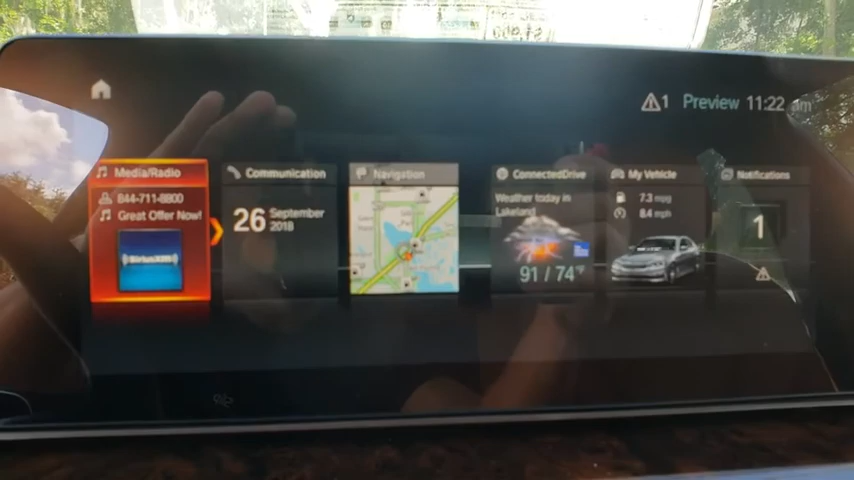 1 Preview 11:22 am
Media/Radio
844-711-8800
Great Offer Now!
SiriusXM
Communication
26 September
2018
Navigation
ConnectedDrive
Weather today in
Lakeland
91 / 74°F
My Vehicle
7.3 mpg
8.4 mph
Notifications
1